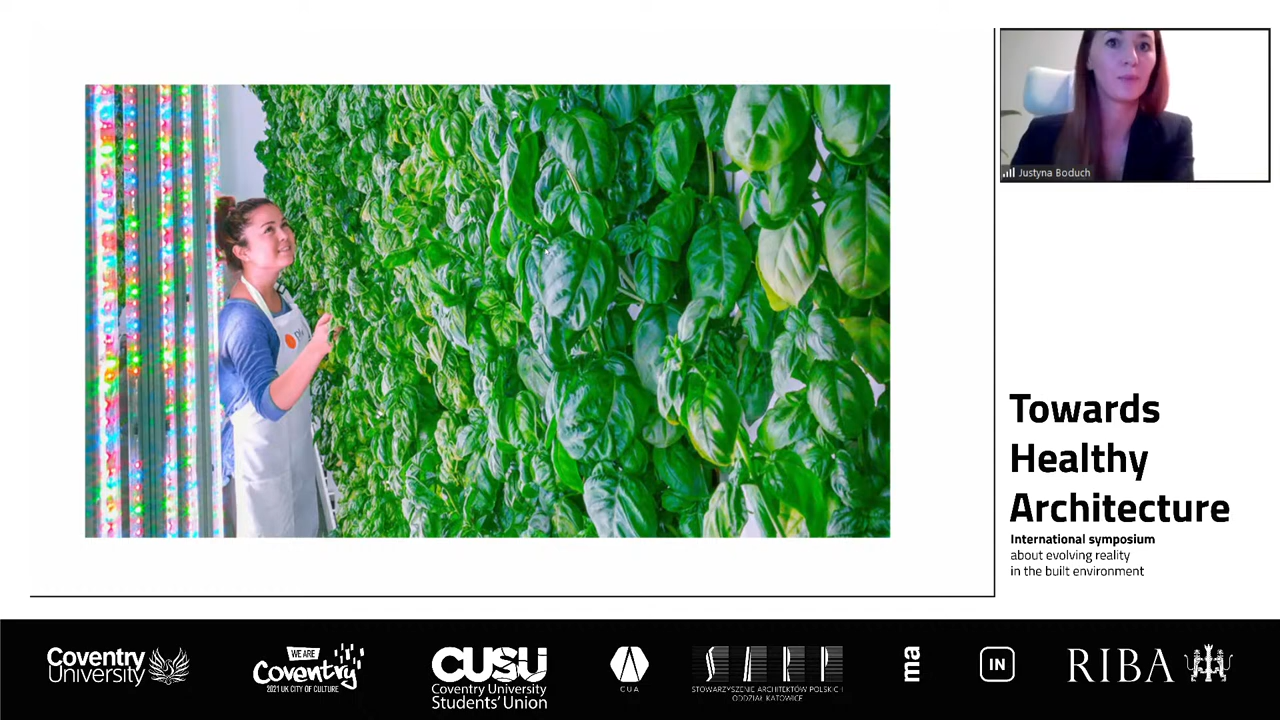 Justyna Boduch
Towards
Healthy
Architecture
International symposium
about evolving reality
in the built environment
Coventry
University
WE ARE
Coventry
2021 UK CITY OF CULTURE
CUSU
Coventry University
Students' Union
CUA
SARP
STOWARZYSZENIE ARCHITEKTÓW POLSKICH
ODDZIAŁ KATOWICE
ma
IN
RIBA